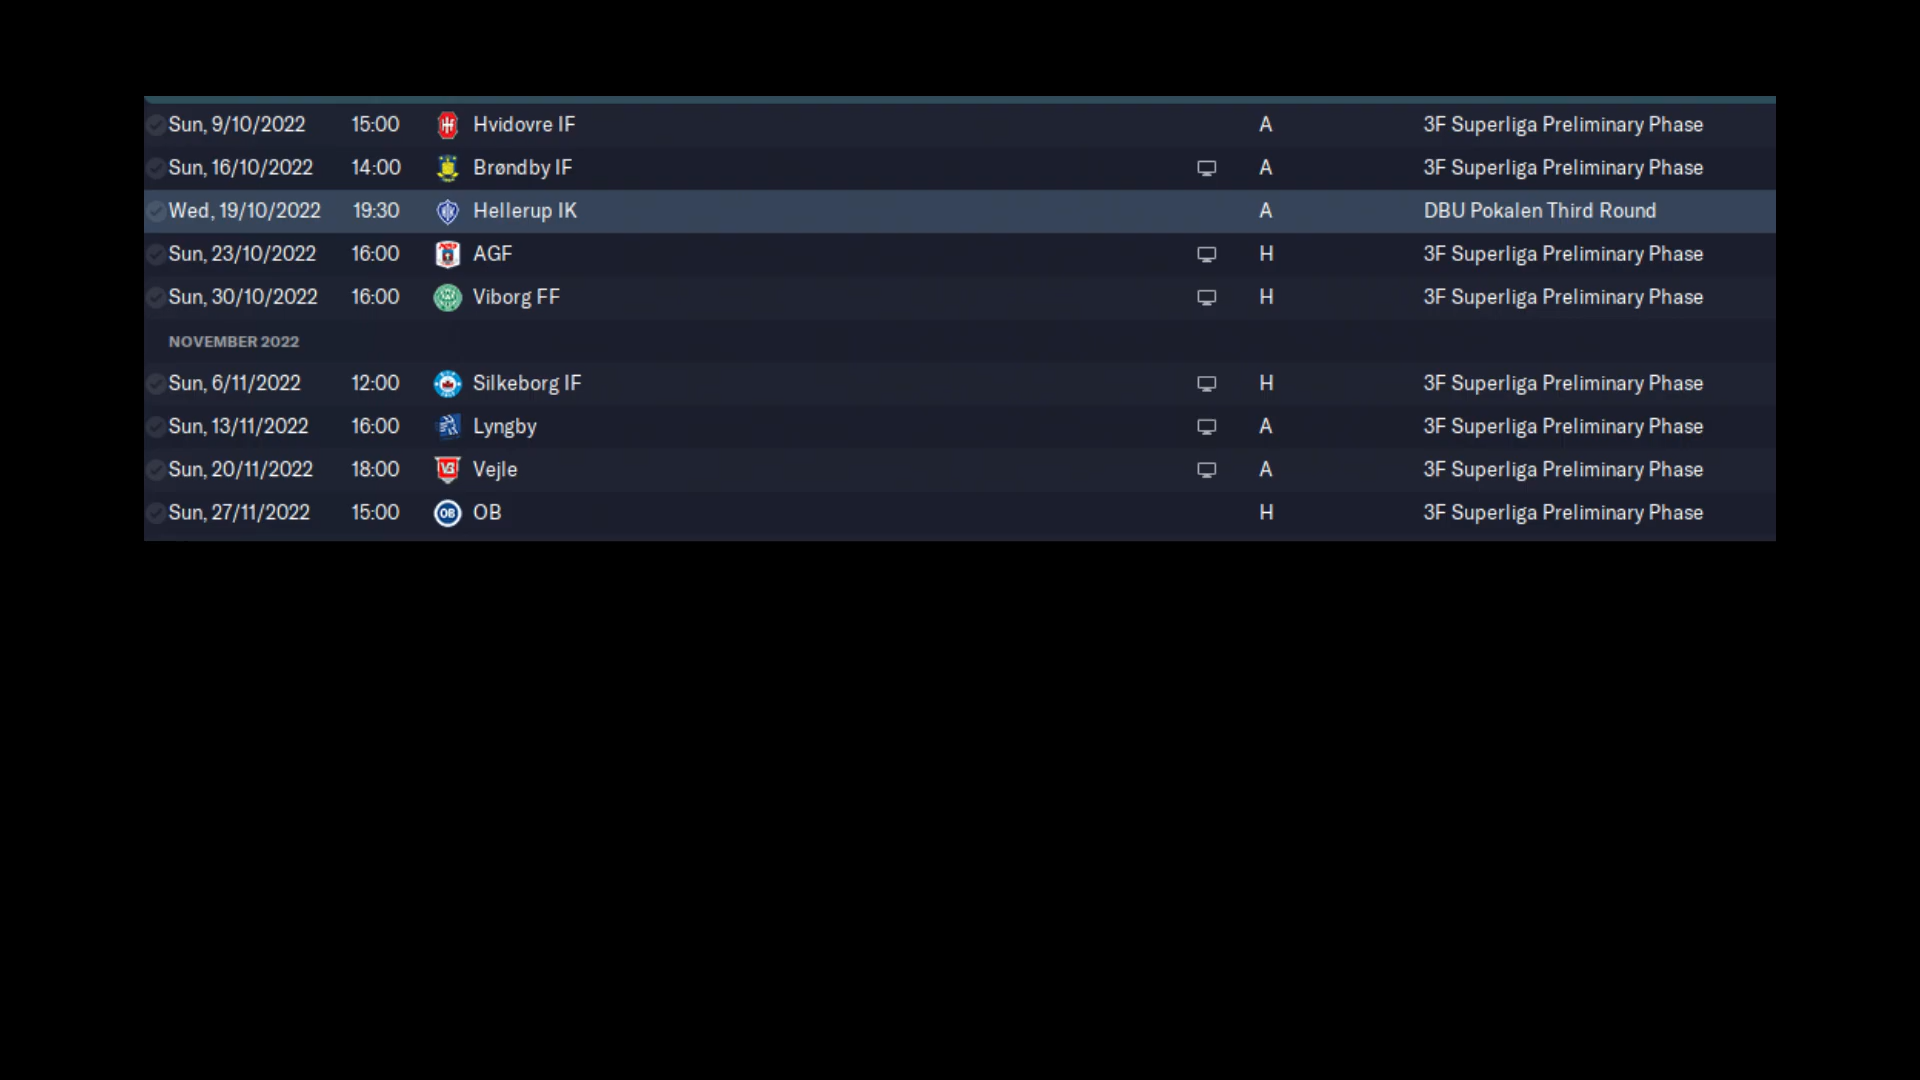 Sun, 9/10/2022 15:00 Hvidovre IF A 3F Superliga Preliminary Phase
Sun, 16/10/2022 14:00 Brøndby IF A 3F Superliga Preliminary Phase
Wed, 19/10/2022 19:30 Hellerup IK A DBU Pokalen Third Round
Sun, 23/10/2022 16:00 AGF H 3F Superliga Preliminary Phase
Sun, 30/10/2022 16:00 Viborg FF H 3F Superliga Preliminary Phase
NOVEMBER 2022
Sun, 6/11/2022 12:00 Silkeborg IF H 3F Superliga Preliminary Phase
Sun, 13/11/2022 16:00 Lyngby A 3F Superliga Preliminary Phase
Sun, 20/11/2022 18:00 VB Vejle A 3F Superliga Preliminary Phase
Sun, 27/11/2022 15:00 OB OB H 3F Superliga Preliminary Phase